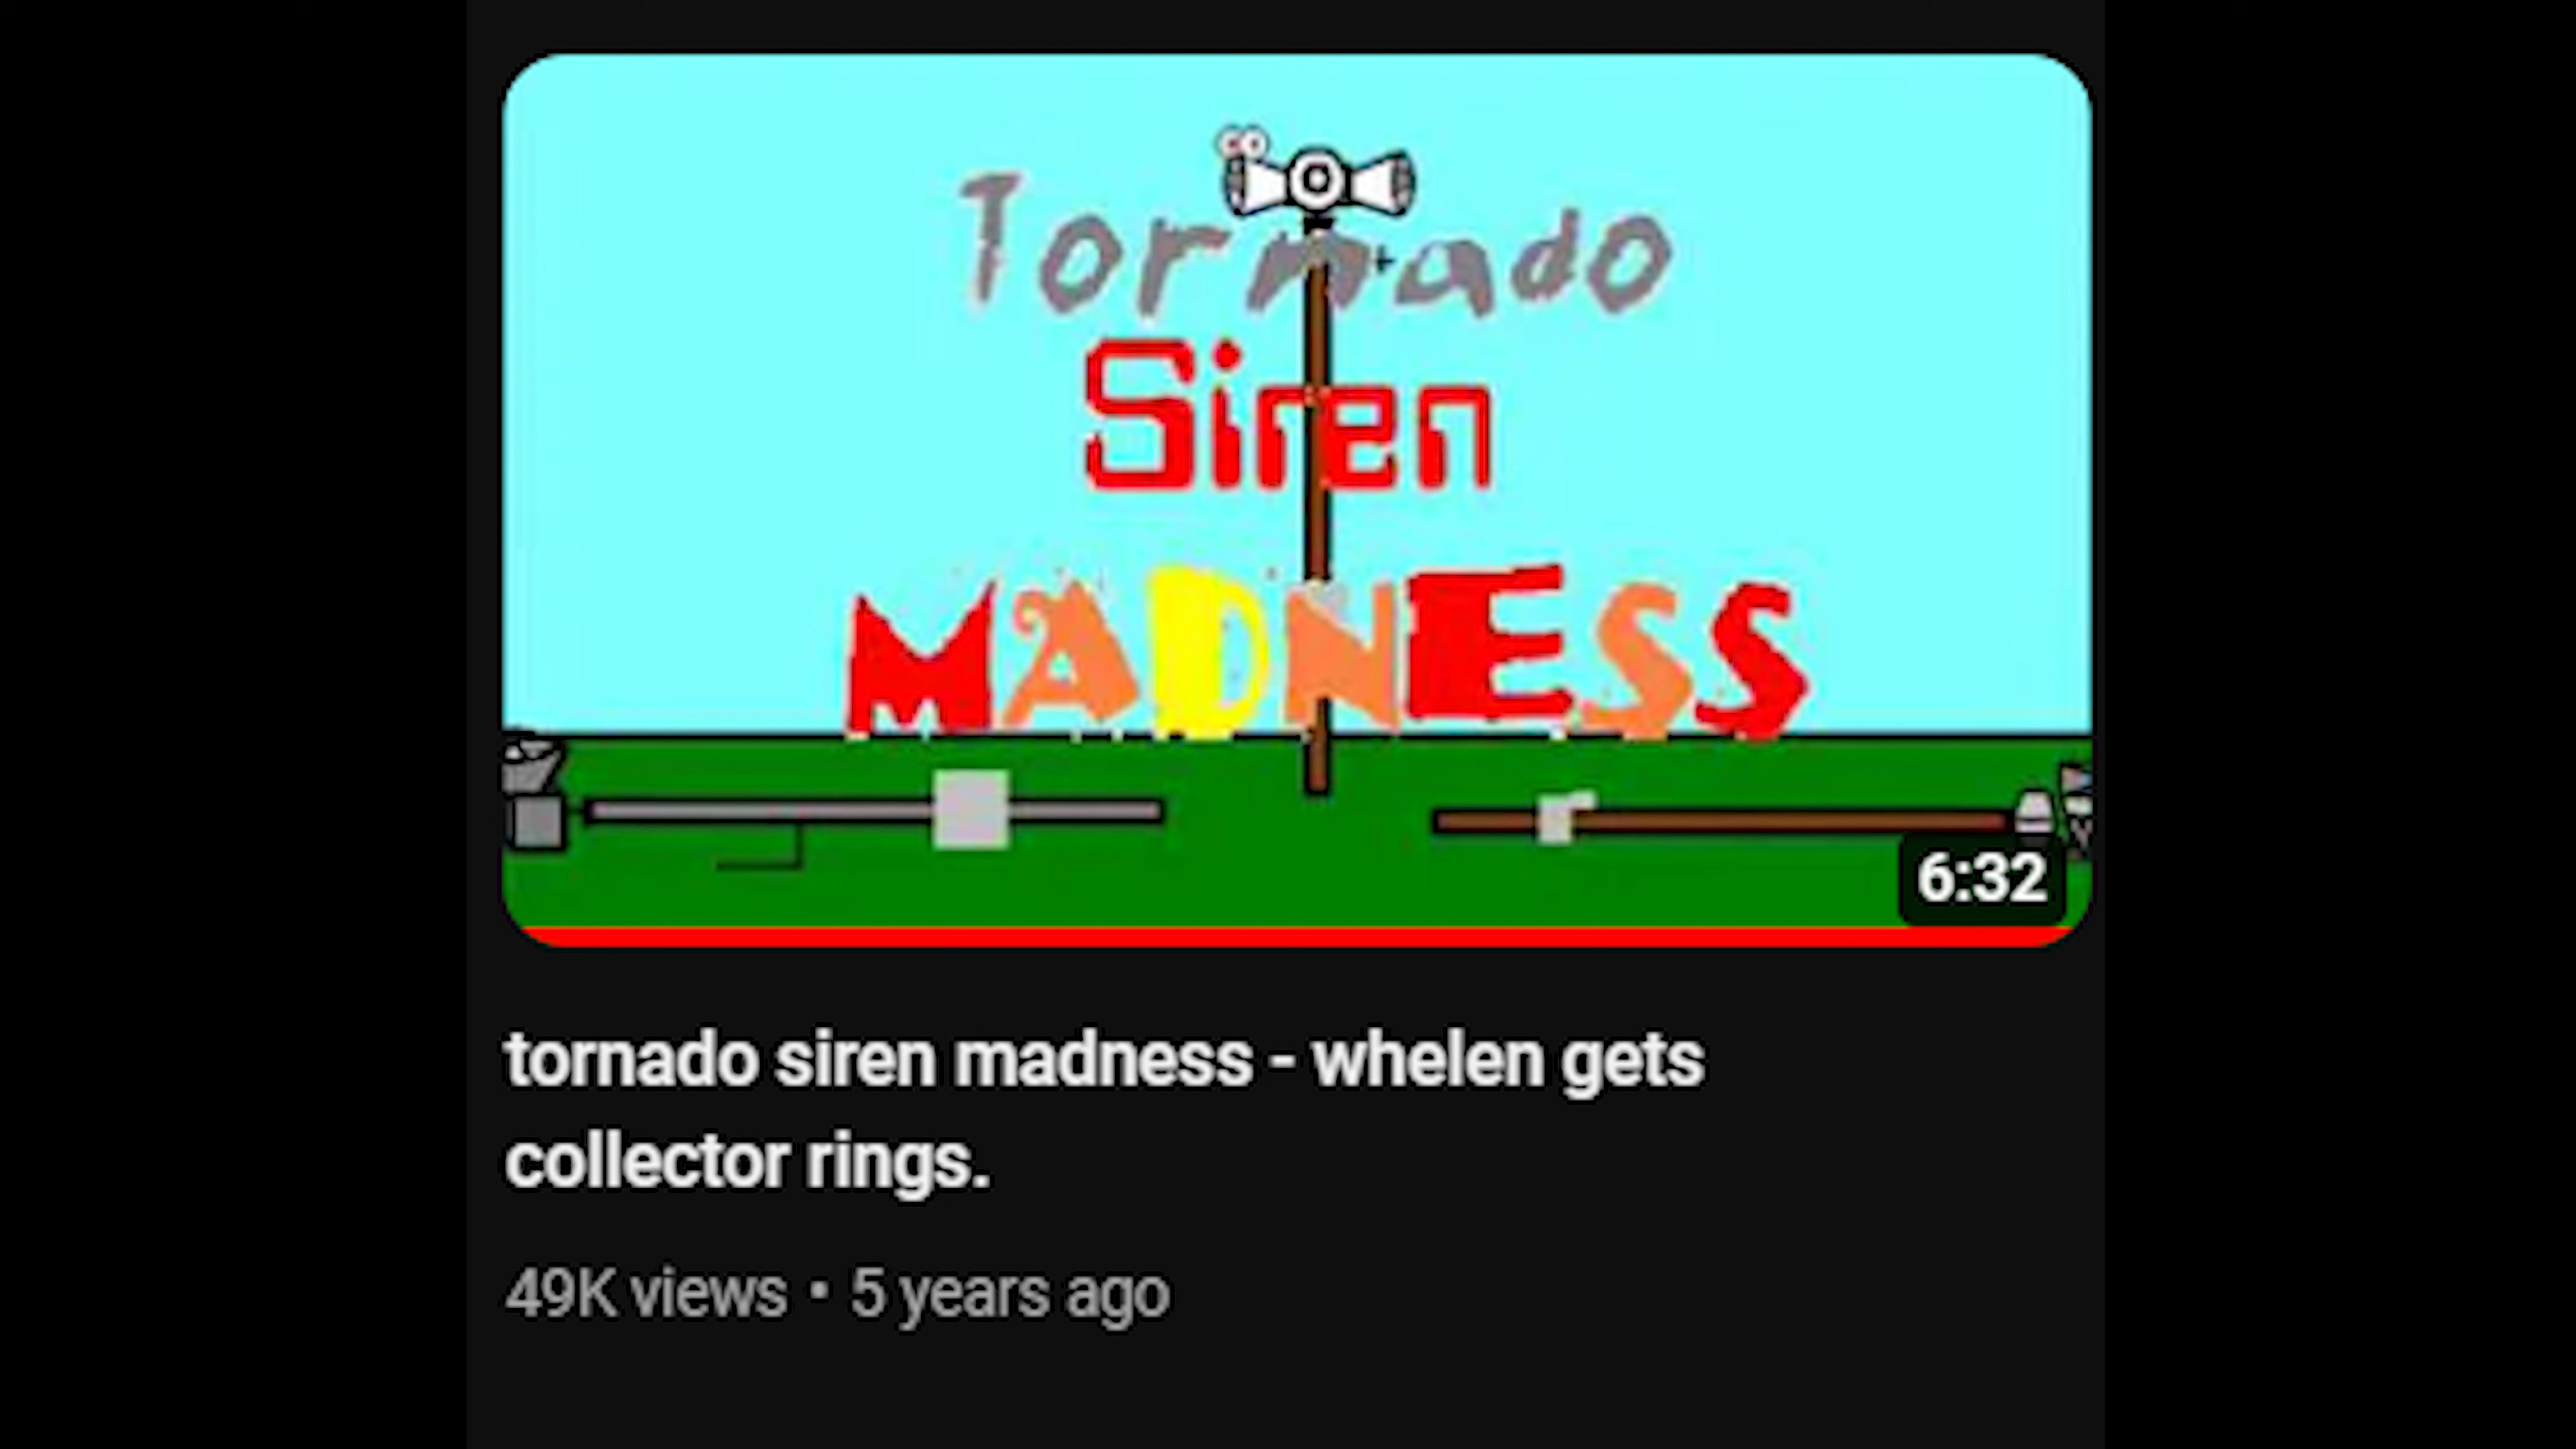 Tornado
Siren
MADNESS
6:32
tornado siren madness - whelen gets
collector rings.
49K views • 5 years ago